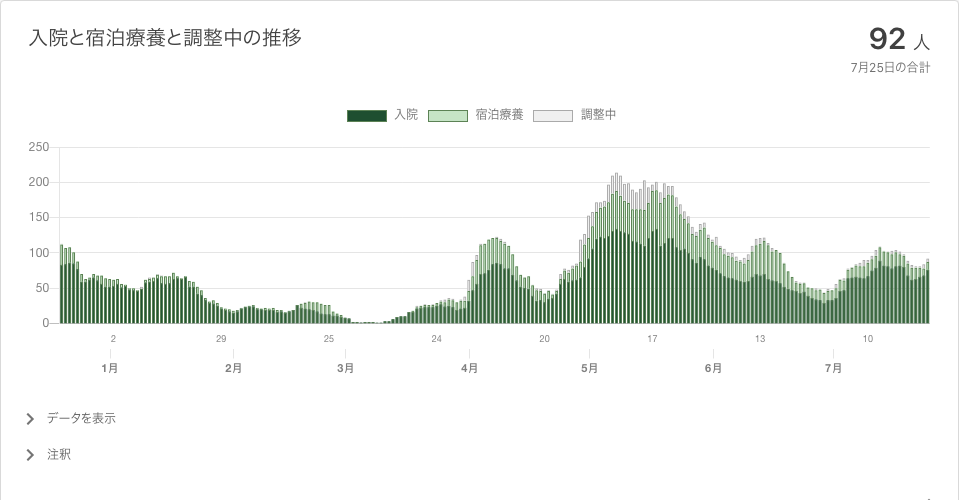 入院と宿泊療養と調整中の推移
92 人
7月25日の合計
入院 宿泊療養 調整中
250
200
150
100
50
0
2 29 25 24 20 17 13 10
1月 2月 3月 4月 5月 6月 7月
データを表示
注釈